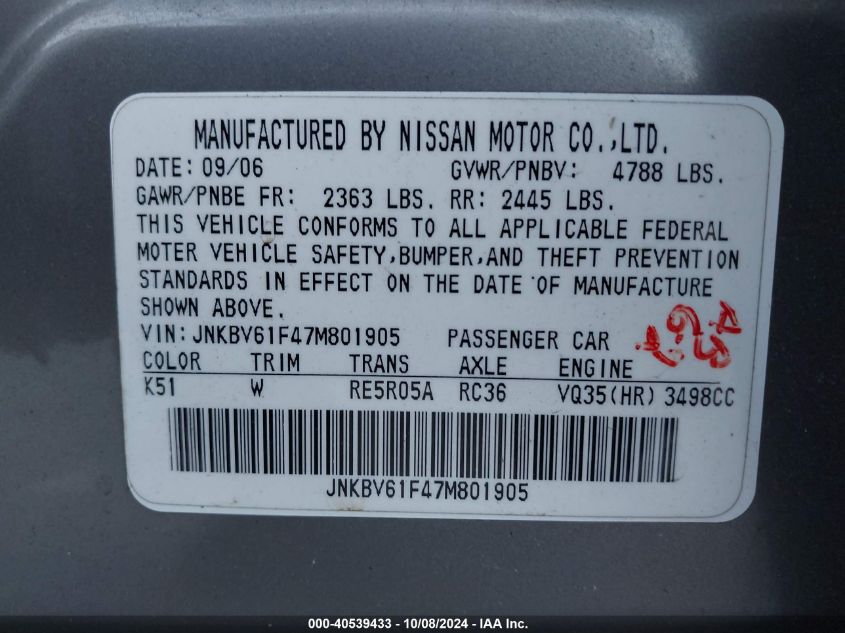 MANUFACTURED BY NISSAN MOTOR CO.,LTD.
DATE: 09/06 GVWR/PNBV: 4788 LBS.
GAWR/PNBE FR: 2363 LBS. RR: 2445 LBS.
THIS VEHICLE CONFORMS TO ALL APPLICABLE FEDERAL
MOTER VEHICLE SAFETY,BUMPER,AND THEFT PREVENTION
STANDARDS IN EFFECT ON THE DATE OF MANUFACTURE
SHOWN ABOVE.
VIN: JNKBV61F47M801905 PASSENGER CAR
COLOR TRIM TRANS AXLE ENGINE
K51 W RE5R05A RC36 VQ35(HR) 3498CC
JNKBV61F47M801905
000-40539433 - 10/08/2024 - IAA Inc.